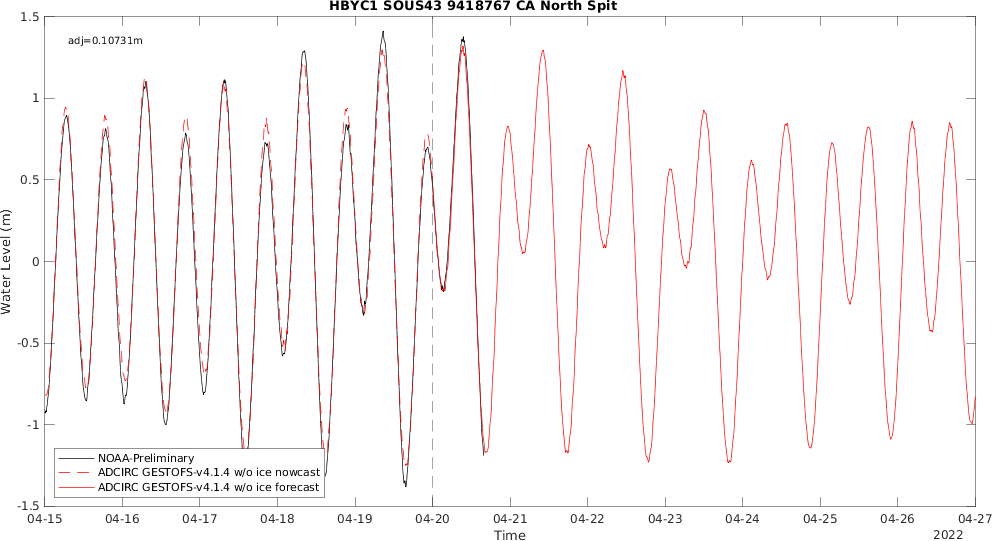 HBYC1 SOUS43 9418767 CA North Spit
adj=0.10731m
1.5
1
0.5
0
-0.5
-1
-1.5
Water Level (m)
NOAA-Preliminary
ADCIRC GESTOFS-v4.1.4 w/o ice nowcast
ADCIRC GESTOFS-v4.1.4 w/o ice forecast
04-15 04-16 04-17 04-18 04-19 04-20 04-21 04-22 04-23 04-24 04-25 04-26 04-27
Time
2022